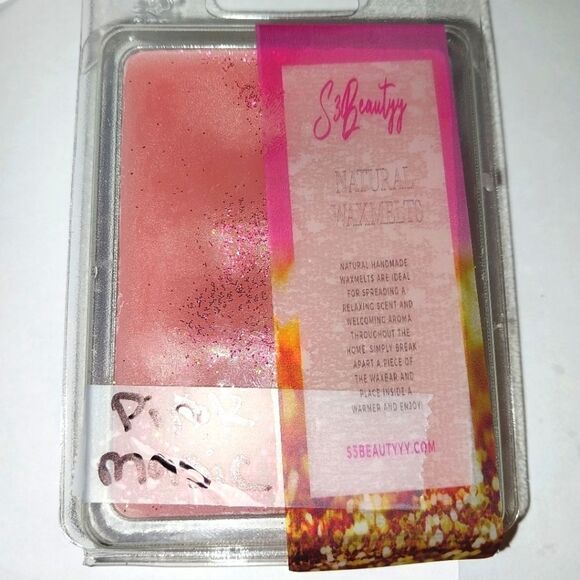 S3Beautyy
NATURAL
WAXMELTS
NATURAL HANDMADE
WAXMELTS ARE IDEAL
FOR SPREADING A
RELAXING SCENT AND
WELCOMING AROMA
THROUGHOUT THE
HOME. SIMPLY BREAK
APART A PIECE OF
THE WAXBAR AND
PLACE INSIDE A
WARMER AND ENJOY!
S3BEAUTYYY.COM
Pink
magic